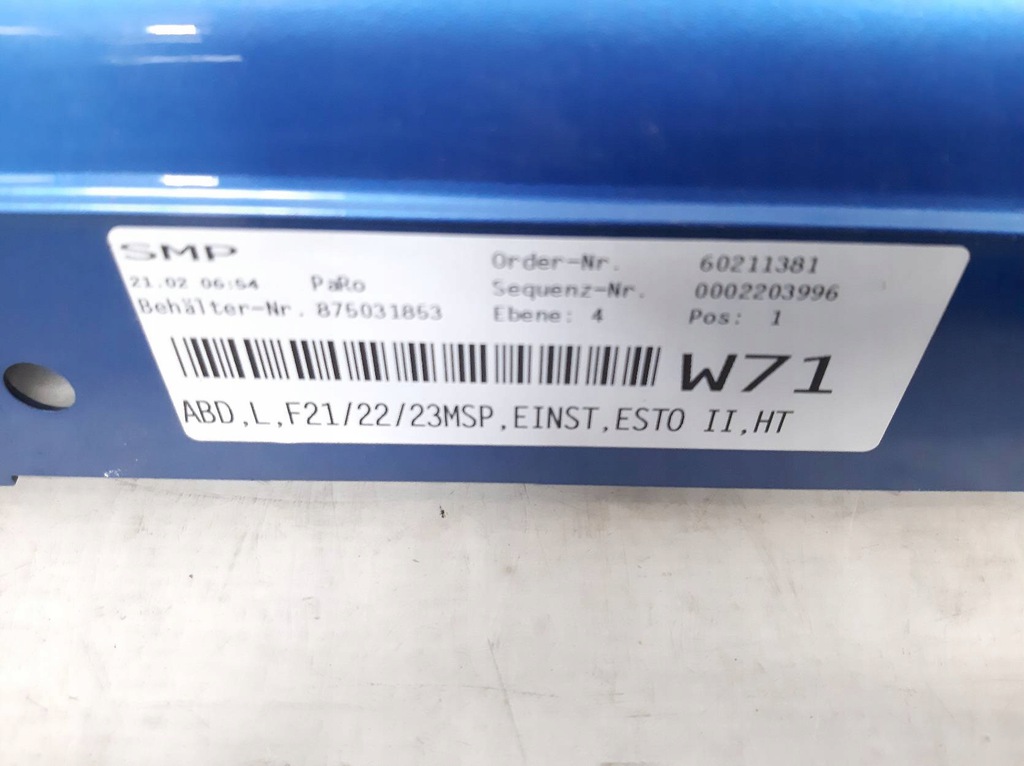 SMP
21.02 06:54 PaRo
Behälter-Nr. 875031853
Order-Nr. 60211381
Sequenz-Nr. 0002203996
Ebene: 4 Pos: 1
W71
ABD,L,F21/22/23MSP,EINST,ESTO II,HT